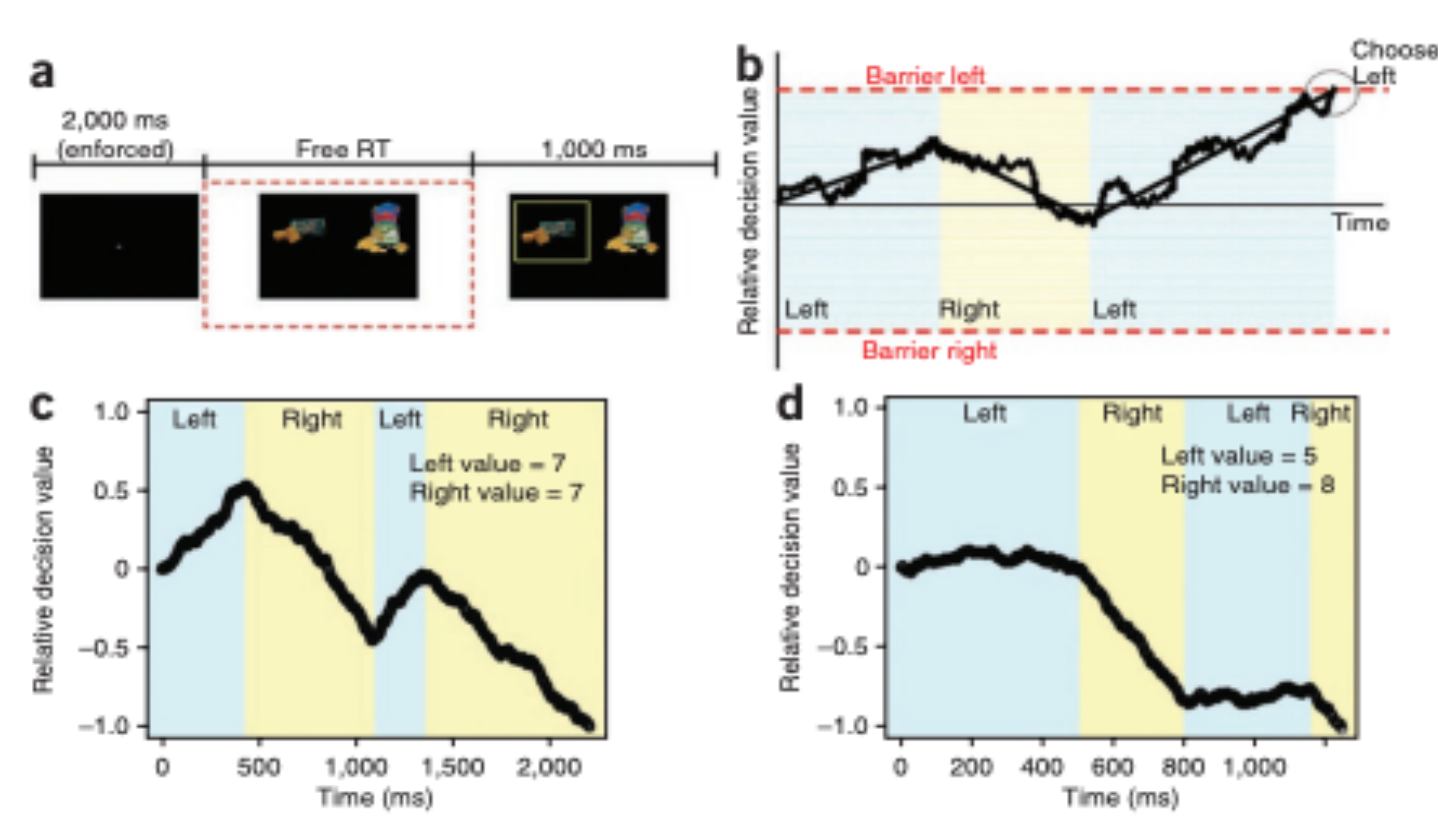 a
2,000 ms
(enforced)
Free RT
1,000 ms
b
Choose
Left
Barrier left
Relative decision value
Time
Left
Right
Left
Barrier right
c
1.0
0.5
0
−0.5
−1.0
Relative decision value
Left
Right
Left
Right
Left value = 7
Right value = 7
0
500
1,000
1,500
2,000
Time (ms)
d
1.0
0.5
0
−0.5
−1.0
Relative decision value
Left
Right
Left
Right
Left value = 5
Right value = 8
0
200
400
600
800
1,000
Time (ms)